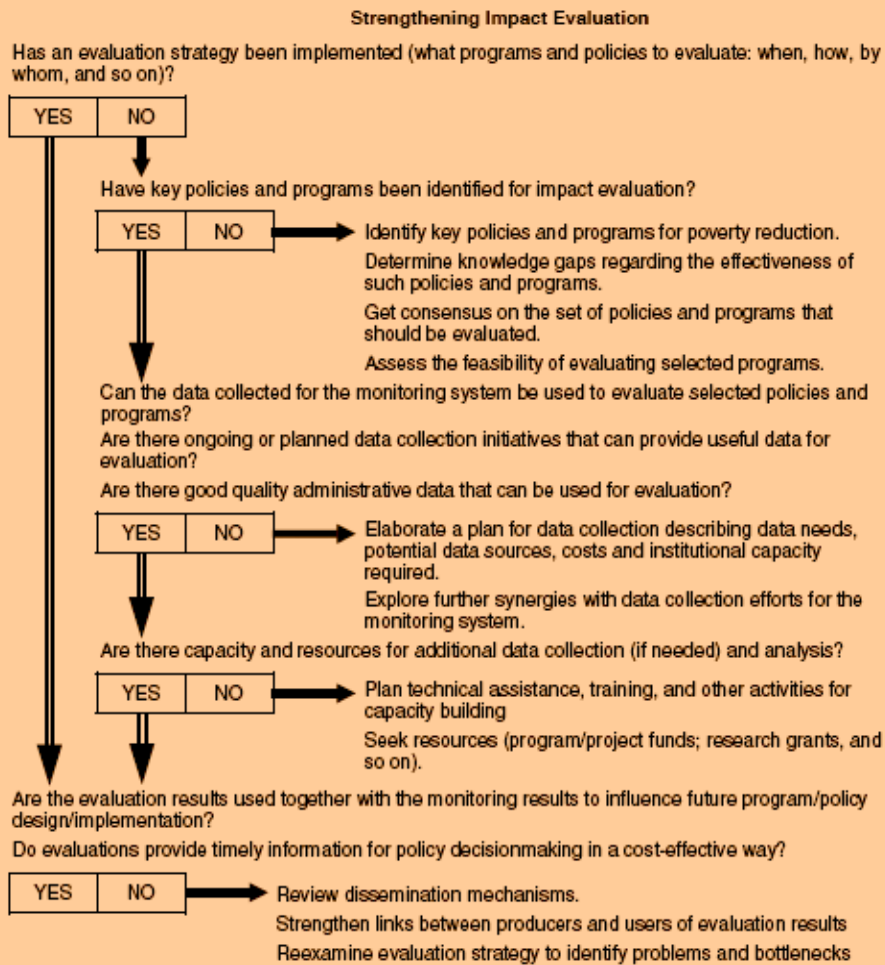 Strengthening Impact Evaluation
Has an evaluation strategy been implemented (what programs and policies to evaluate: when, how, by
whom, and so on)?
YES NO
Have key policies and programs been identified for impact evaluation?
YES NO
Identify key policies and programs for poverty reduction.
Determine knowledge gaps regarding the effectiveness of
such policies and programs.
Get consensus on the set of policies and programs that
should be evaluated.
Assess the feasibility of evaluating selected programs.
Can the data collected for the monitoring system be used to evaluate selected policies and
programs?
Are there ongoing or planned data collection initiatives that can provide useful data for
evaluation?
Are there good quality administrative data that can be used for evaluation?
YES NO
Elaborate a plan for data collection describing data needs,
potential data sources, costs and institutional capacity
required.
Explore further synergies with data collection efforts for the
monitoring system.
Are there capacity and resources for additional data collection (if needed) and analysis?
YES NO
Plan technical assistance, training, and other activities for
capacity building
Seek resources (program/project funds; research grants, and
so on).
Are the evaluation results used together with the monitoring results to influence future program/policy
design/implementation?
Do evaluations provide timely information for policy decisionmaking in a cost-effective way?
YES NO
Review dissemination mechanisms.
Strengthen links between producers and users of evaluation results
Reexamine evaluation strategy to identify problems and bottlenecks